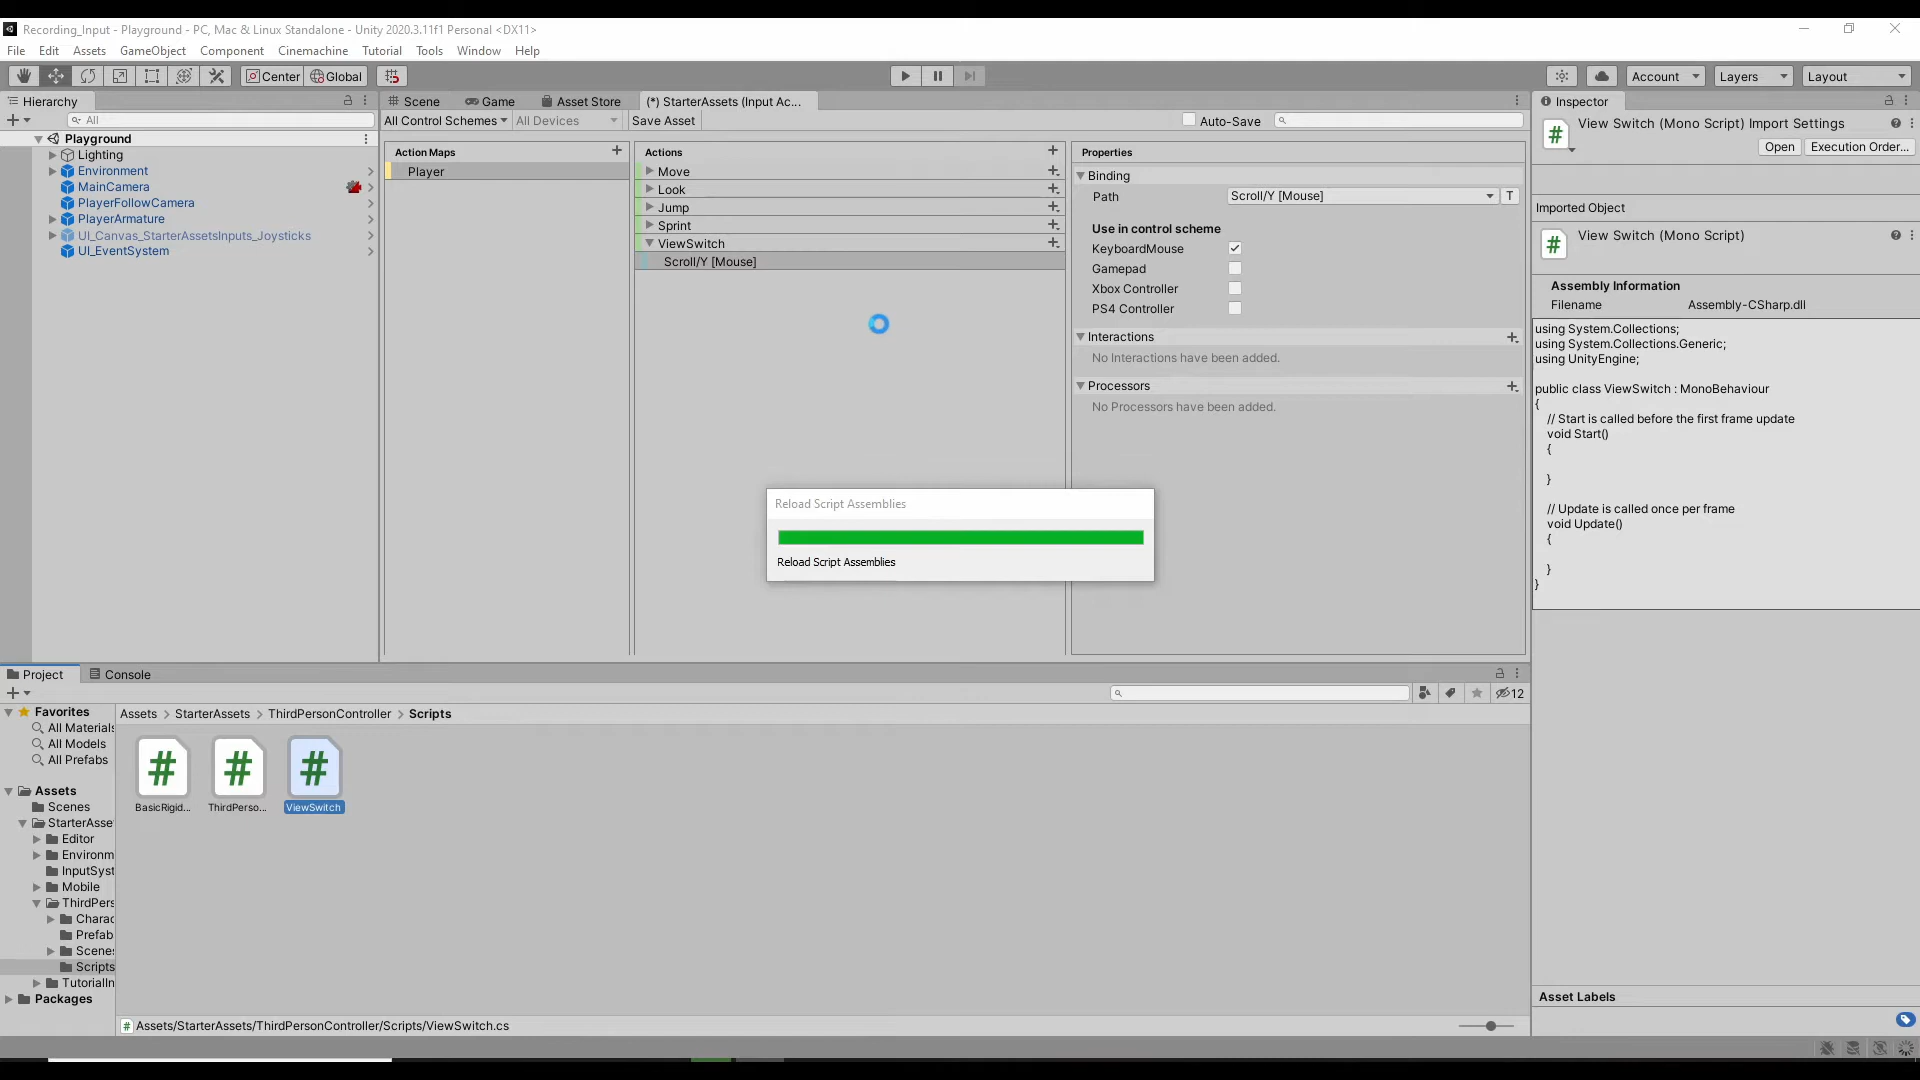 Recording_Input - Playground - PC, Mac & Linux Standalone - Unity 2020.3.11f1 Personal <DX11>
File Edit Assets GameObject Component Cinemachine Tutorial Tools Window Help
Center Global Account Layers Layout
Hierarchy
All
Playground
Lighting
Environment
MainCamera
PlayerFollowCamera
PlayerArmature
UI_Canvas_StarterAssetsInputs_Joysticks
UI_EventSystem
Scene Game Asset Store (*) StarterAssets (Input Ac...
All Control Schemes All Devices Save Asset Auto-Save
Action Maps
Player
Actions
Move
Look
Jump
Sprint
ViewSwitch
Scroll/Y [Mouse]
Properties
Binding
Path Scroll/Y [Mouse] T
Use in control scheme
KeyboardMouse
Gamepad
Xbox Controller
PS4 Controller
Interactions
No Interactions have been added.
Processors
No Processors have been added.
Reload Script Assemblies
Reload Script Assemblies
Inspector
View Switch (Mono Script) Import Settings
Open Execution Order...
Imported Object
View Switch (Mono Script)
Assembly Information
Filename Assembly-CSharp.dll
using System.Collections;
using System.Collections.Generic;
using UnityEngine;
public class ViewSwitch : MonoBehaviour
{
// Start is called before the first frame update
void Start()
{
}
// Update is called once per frame
void Update()
{
}
}
Asset Labels
Project Console
12
Favorites
All Materials
All Models
All Prefabs
Assets
Scenes
StarterAsse
Editor
Environm
InputSyst
Mobile
ThirdPers
Charac
Prefab
Scenes
Scripts
TutorialIn
Packages
Assets > StarterAssets > ThirdPersonController > Scripts
BasicRigid... ThirdPerso... ViewSwitch
Assets/StarterAssets/ThirdPersonController/Scripts/ViewSwitch.cs